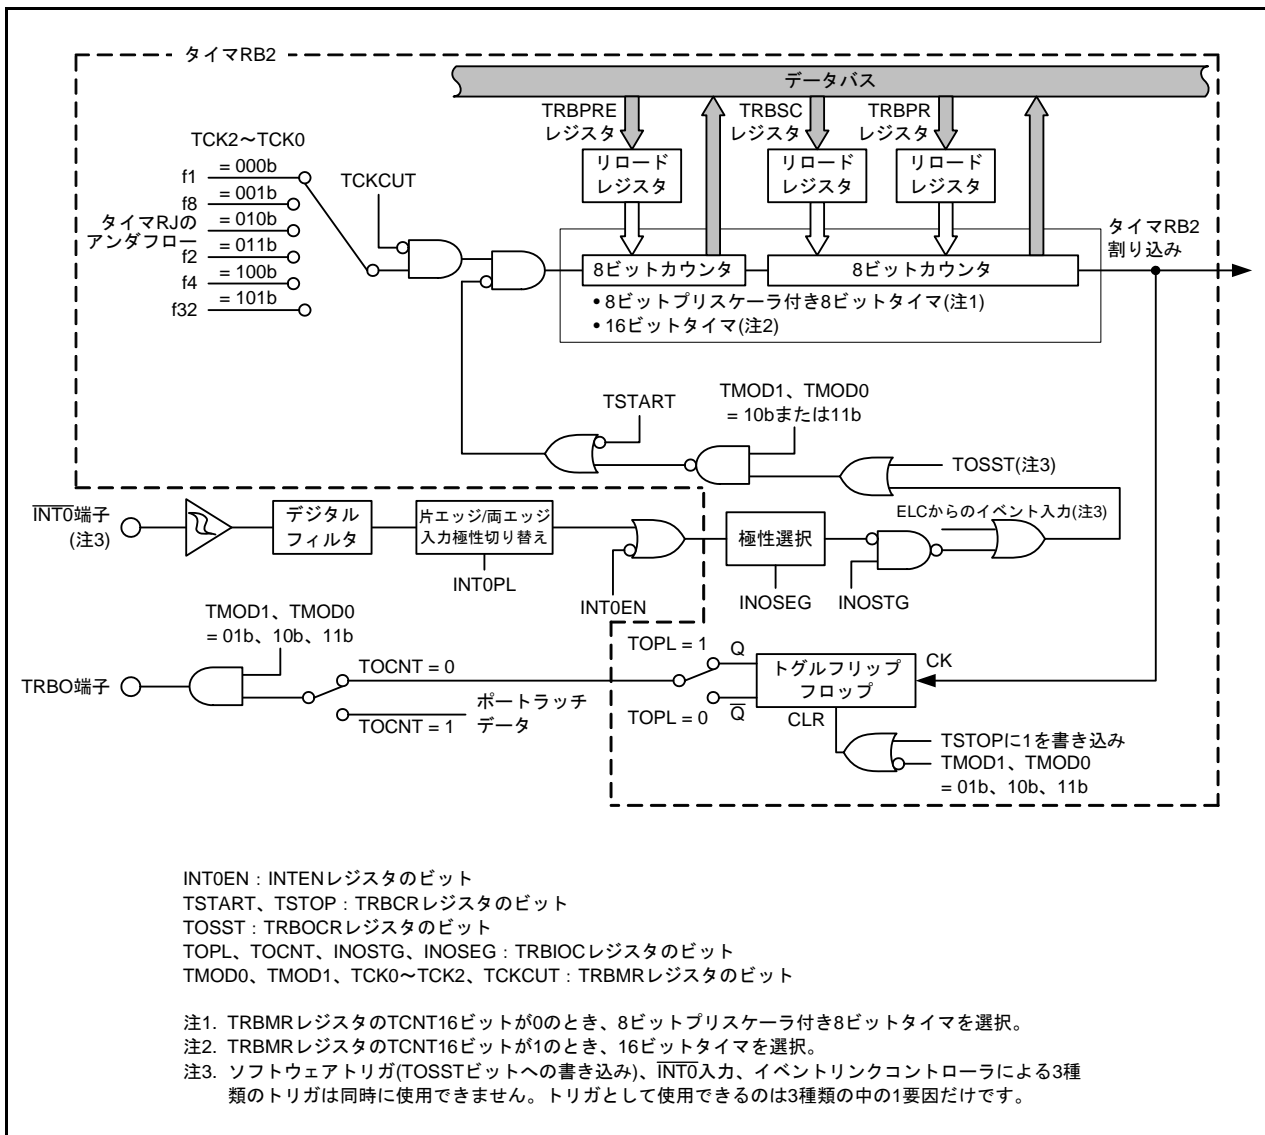 タイマRB2
データバス
TRBPRE
レジスタ
TRBSC
レジスタ
TRBPR
レジスタ
リロード
レジスタ
リロード
レジスタ
リロード
レジスタ
TCK2～TCK0
f1
= 000b
f8
= 001b
タイマRJの
アンダフロー
= 010b
f2
= 011b
f4
= 100b
f32
= 101b
TCKCUT
8ビットカウンタ
8ビットカウンタ
タイマRB2
割り込み
• 8ビットプリスケーラ付き8ビットタイマ(注1)
• 16ビットタイマ(注2)
TSTART
TMOD1、TMOD0
= 10bまたは11b
TOSST(注3)
ELCからのイベント入力(注3)
INT0端子
(注3)
デジタル
フィルタ
片エッジ/両エッジ
入力極性切り替え
INT0PL
INT0EN
極性選択
INOSEG
INOSTG
TMOD1、TMOD0
= 01b、10b、11b
TRBO端子
TOCNT = 0
TOCNT = 1
ポートラッチ
データ
TOPL = 1
TOPL = 0
Q
Q
トグルフリップ
フロップ
CK
CLR
TSTOPに1を書き込み
TMOD1、TMOD0
= 01b、10b、11b
INT0EN : INTENレジスタのビット
TSTART、TSTOP : TRBCRレジスタのビット
TOSST : TRBOCRレジスタのビット
TOPL、TOCNT、INOSTG、INOSEG : TRBIOCレジスタのビット
TMOD0、TMOD1、TCK0～TCK2、TCKCUT : TRBMRレジスタのビット
注1. TRBMRレジスタのTCNT16ビットが0のとき、8ビットプリスケーラ付き8ビットタイマを選択。
注2. TRBMRレジスタのTCNT16ビットが1のとき、16ビットタイマを選択。
注3. ソフトウェアトリガ(TOSSTビットへの書き込み)、INT0入力、イベントリンクコントローラによる3種
類のトリガは同時に使用できません。トリガとして使用できるのは3種類の中の1要因だけです。